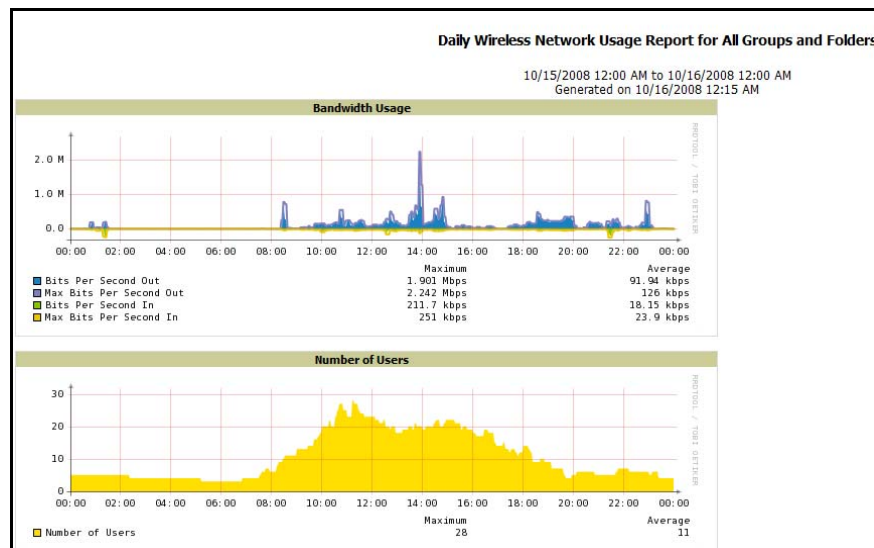 Daily Wireless Network Usage Report for All Groups and Folders
10/15/2008 12:00 AM to 10/16/2008 12:00 AM
Generated on 10/16/2008 12:15 AM
Bandwidth Usage
RRDTOOL / TOBI OETIKER
2.0 M
1.0 M
0.0
00:00 02:00 04:00 06:00 08:00 10:00 12:00 14:00 16:00 18:00 20:00 22:00 00:00
Maximum Average
Bits Per Second Out 1.901 Mbps 91.94 kbps
Max Bits Per Second Out 2.242 Mbps 126 kbps
Bits Per Second In 211.7 kbps 18.15 kbps
Max Bits Per Second In 251 kbps 23.9 kbps
Number of Users
RRDTOOL / TOBI OETIKER
30
20
10
0
00:00 02:00 04:00 06:00 08:00 10:00 12:00 14:00 16:00 18:00 20:00 22:00 00:00
Maximum Average
Number of Users 28 11